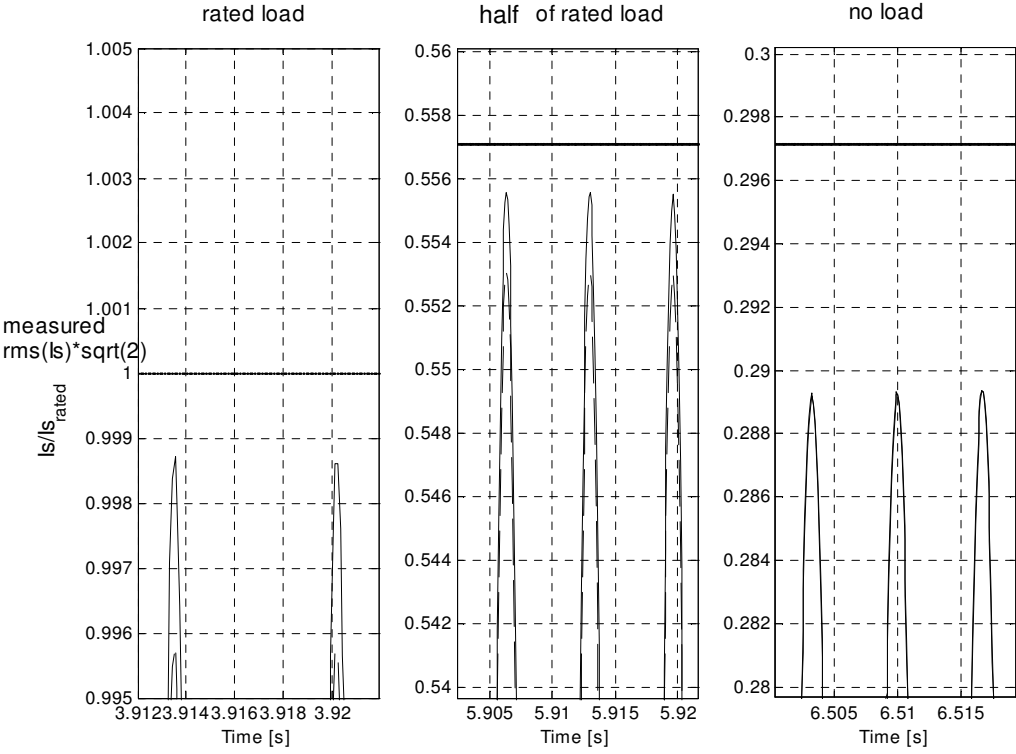 rated load
half of rated load
no load
1.005
1.004
1.003
1.002
1.001
measured
rms(Is)*sqrt(2)
1
0.999
0.998
0.997
0.996
0.995
Is/Is rated
3.912 3.914 3.916 3.918 3.92
Time [s]
0.56
0.558
0.556
0.554
0.552
0.55
0.548
0.546
0.544
0.542
0.54
5.905 5.91 5.915 5.92
Time [s]
0.3
0.298
0.296
0.294
0.292
0.29
0.288
0.286
0.284
0.282
0.28
6.505 6.51 6.515
Time [s]